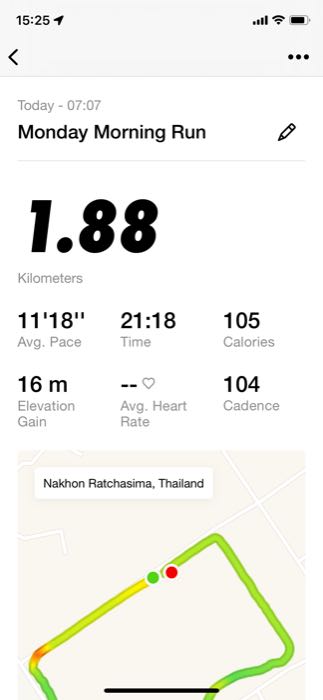 15:25
Today - 07:07
Monday Morning Run
1.88
Kilometers
11'18'' 21:18 105
Avg. Pace Time Calories
16 m -- 104
Elevation Gain Avg. Heart Rate Cadence
Nakhon Ratchasima, Thailand